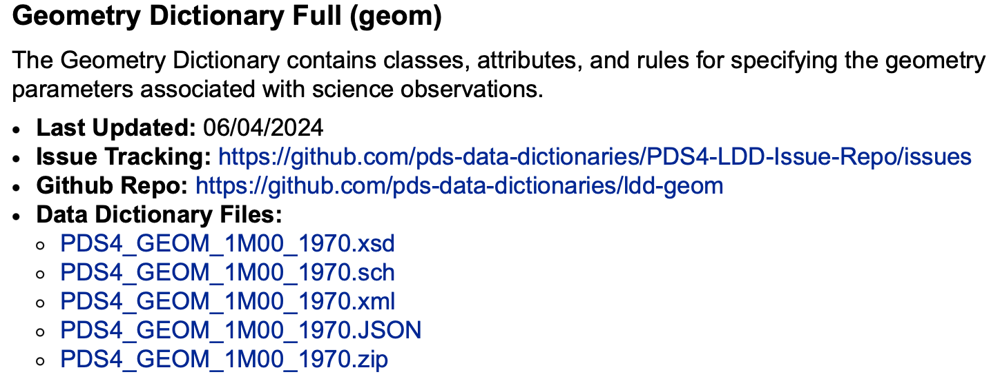 Geometry Dictionary Full (geom)
The Geometry Dictionary contains classes, attributes, and rules for specifying the geometry
parameters associated with science observations.
• Last Updated: 06/04/2024
• Issue Tracking: https://github.com/pds-data-dictionaries/PDS4-LDD-Issue-Repo/issues
• Github Repo: https://github.com/pds-data-dictionaries/ldd-geom
• Data Dictionary Files:
◦ PDS4_GEOM_1M00_1970.xsd
◦ PDS4_GEOM_1M00_1970.sch
◦ PDS4_GEOM_1M00_1970.xml
◦ PDS4_GEOM_1M00_1970.JSON
◦ PDS4_GEOM_1M00_1970.zip